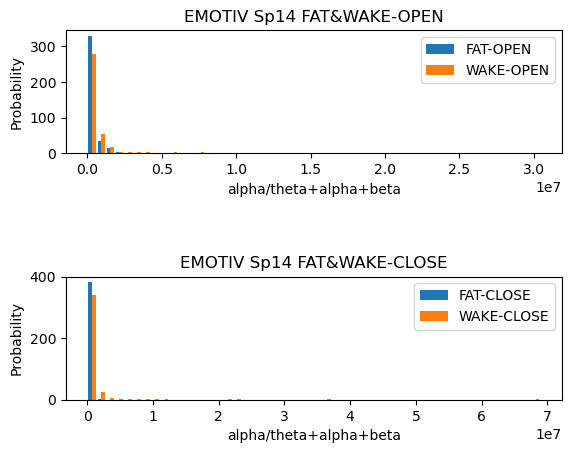 EMOTIV Sp14 FAT&WAKE-OPEN
Probability
300
200
100
0
FAT-OPEN
WAKE-OPEN
0.0 0.5 1.0 1.5 2.0 2.5 3.0
1e7
alpha/theta+alpha+beta
EMOTIV Sp14 FAT&WAKE-CLOSE
Probability
400
200
0
FAT-CLOSE
WAKE-CLOSE
0 1 2 3 4 5 6 7
1e7
alpha/theta+alpha+beta